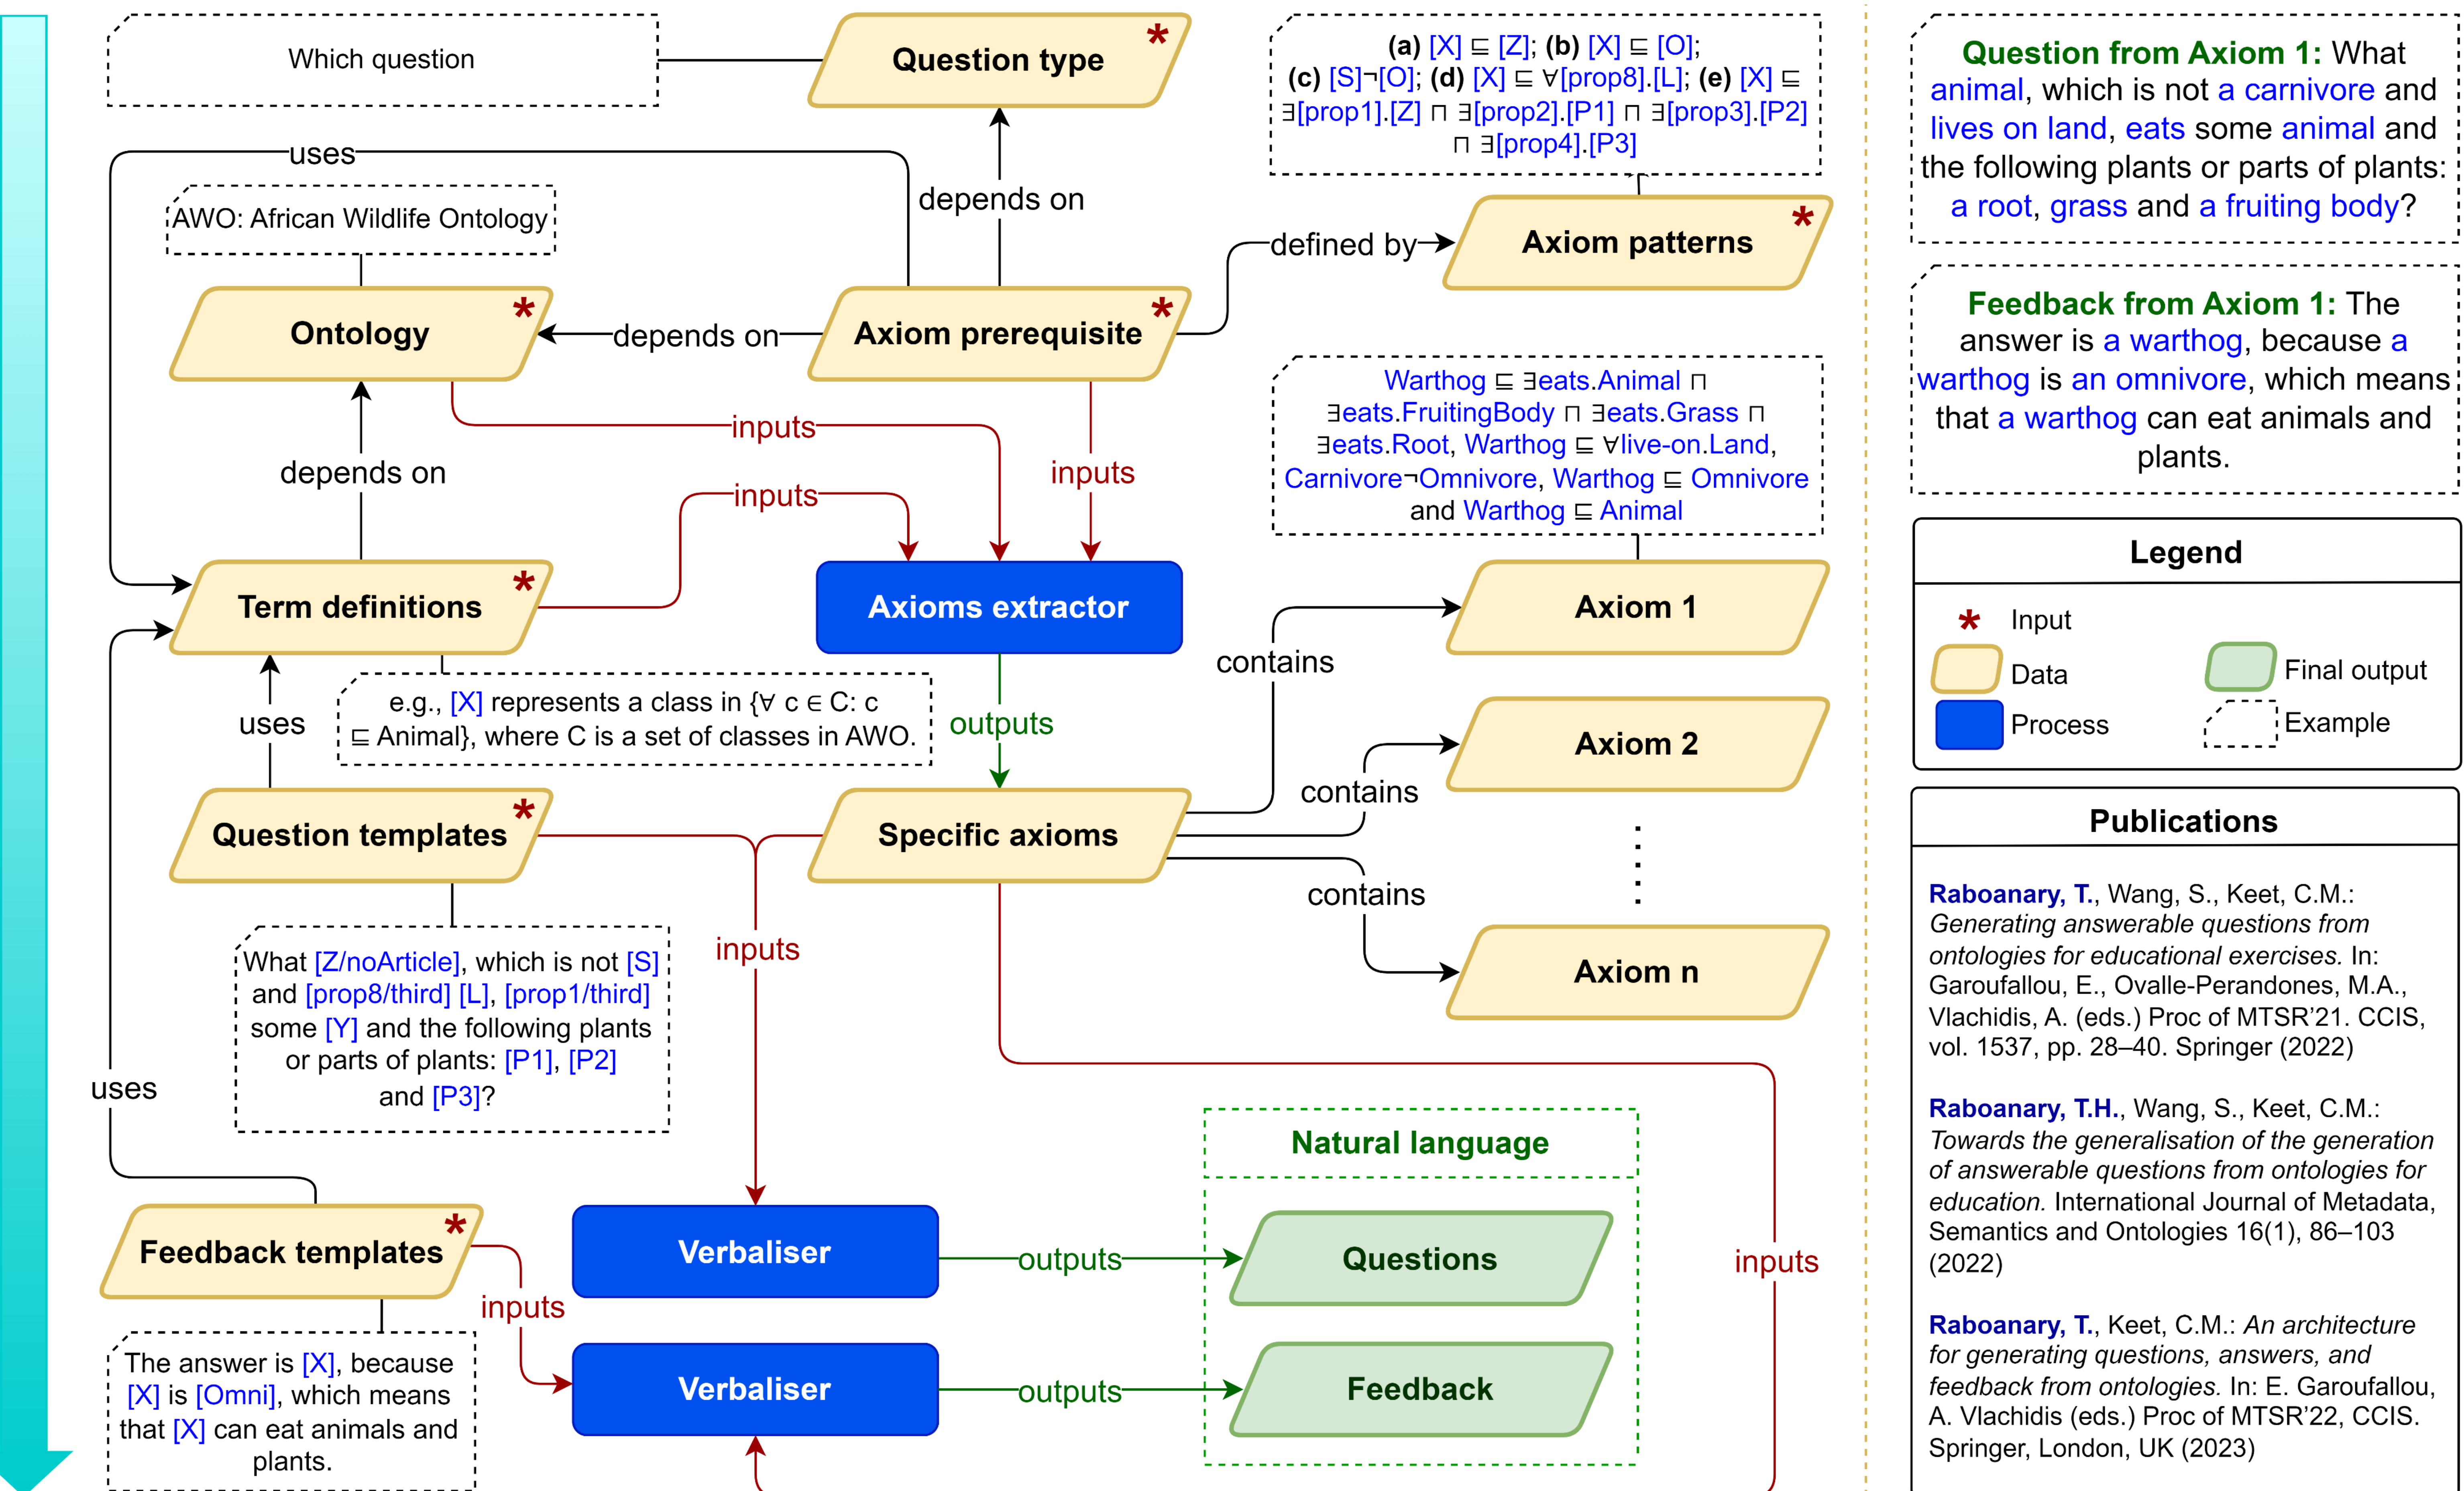 Which question
Question type
*
uses
depends on
AWO: African Wildlife Ontology
Ontology
*
depends on
Axiom prerequisite
*
defined by
(a) [X] ⊑ [Z]; (b) [X] ⊑ [O];
(c) [S]¬[O]; (d) [X] ⊑ ∀[prop8].[L]; (e) [X] ⊑
∃[prop1].[Z] ⊓ ∃[prop2].[P1] ⊓ ∃[prop3].[P2]
⊓ ∃[prop4].[P3]
Axiom patterns
*
inputs
inputs
depends on
inputs
Term definitions
*
Axioms extractor
e.g., [X] represents a class in {∀ c ∈ C: c
⊑ Animal}, where C is a set of classes in AWO.
uses
outputs
Warthog ⊑ ∃eats.Animal ⊓
∃eats.FruitingBody ⊓ ∃eats.Grass ⊓
∃eats.Root, Warthog ⊑ ∀live-on.Land,
Carnivore¬Omnivore, Warthog ⊑ Omnivore
and Warthog ⊑ Animal
Axiom 1
contains
Axiom 2
contains
Axiom n
contains
Question templates
*
Specific axioms
inputs
What [Z/noArticle], which is not [S]
and [prop8/third] [L], [prop1/third]
some [Y] and the following plants
or parts of plants: [P1], [P2]
and [P3]?
uses
Feedback templates
*
inputs
The answer is [X], because
[X] is [Omni], which means
that [X] can eat animals and
plants.
Verbaliser
outputs
Verbaliser
outputs
Natural language
Questions
Feedback
inputs
Question from Axiom 1: What
animal, which is not a carnivore and
lives on land, eats some animal and
the following plants or parts of plants:
a root, grass and a fruiting body?
Feedback from Axiom 1: The
answer is a warthog, because a
warthog is an omnivore, which means
that a warthog can eat animals and
plants.
Legend
* Input
Data
Process
Final output
Example
Publications
Raboanary, T., Wang, S., Keet, C.M.:
Generating answerable questions from
ontologies for educational exercises. In:
Garoufallou, E., Ovalle-Perandones, M.A.,
Vlachidis, A. (eds.) Proc of MTSR’21. CCIS,
vol. 1537, pp. 28–40. Springer (2022)
Raboanary, T.H., Wang, S., Keet, C.M.:
Towards the generalisation of the generation
of answerable questions from ontologies for
education. International Journal of Metadata,
Semantics and Ontologies 16(1), 86–103
(2022)
Raboanary, T., Keet, C.M.: An architecture
for generating questions, answers, and
feedback from ontologies. In: E. Garoufallou,
A. Vlachidis (eds.) Proc of MTSR’22, CCIS.
Springer, London, UK (2023)